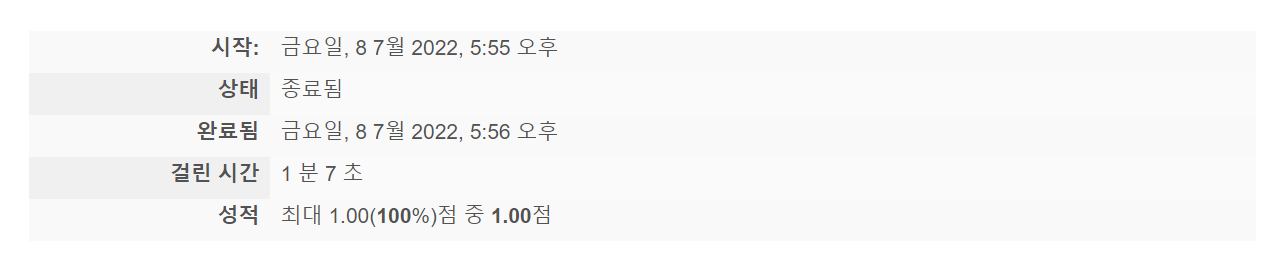 시작: 금요일, 8 7월 2022, 5:55 오후
상태 종료됨
완료됨 금요일, 8 7월 2022, 5:56 오후
걸린 시간 1 분 7 초
성적 최대 1.00(100%)점 중 1.00점